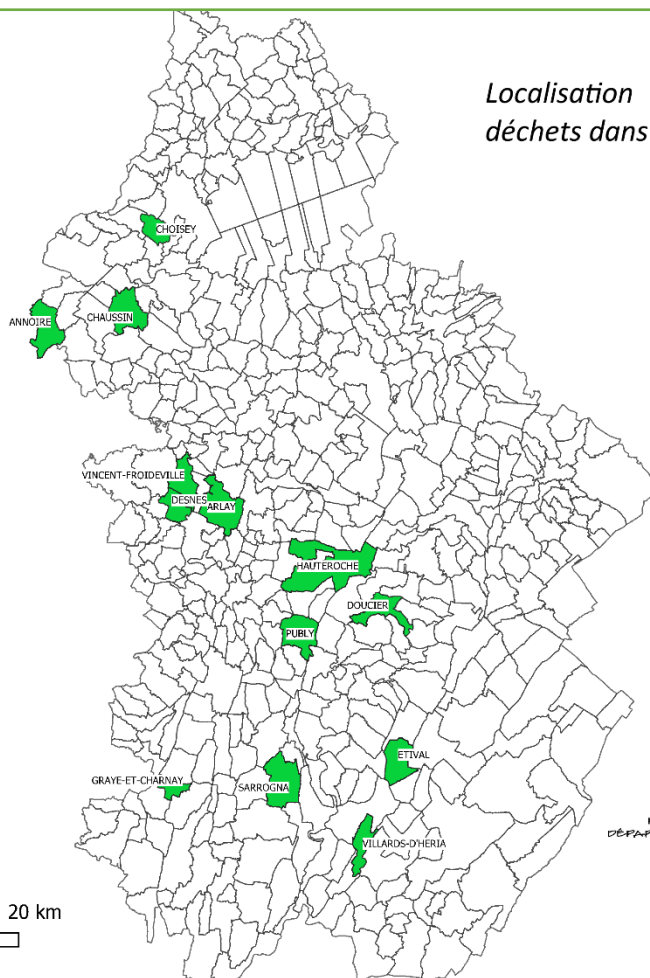 Localisation
déchets dans
CHOISEY
ANNOIRE
CHAUSSIN
VINCENT-FROIDEVILLE
DESNES
ARLAY
HAUTEROCHE
DOUCIER
PUBLY
ETIVAL
GRAYE-ET-CHARNAY
SARROGNA
VILLARDS-D'HERIA
DÉPAR
20 km